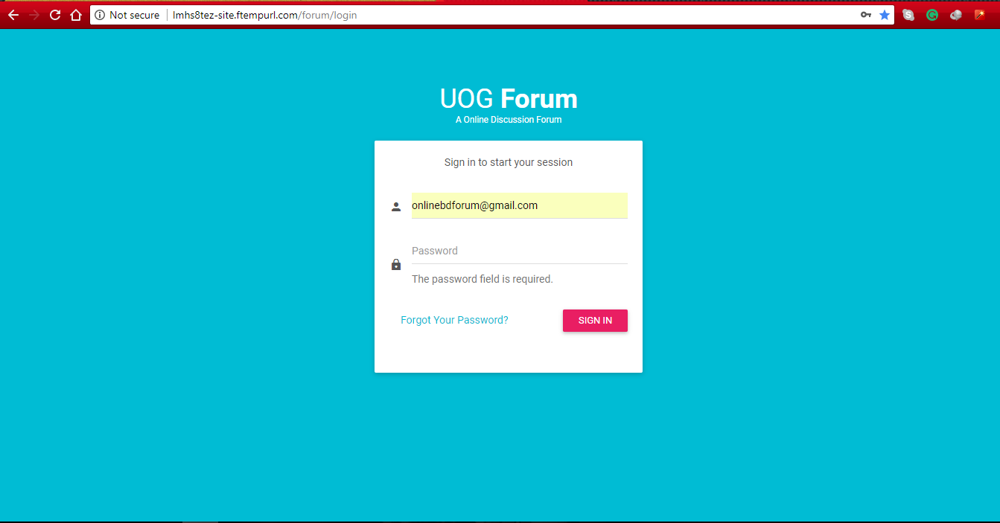 Not secure lmhs8tez-site.ftempurl.com/forum/login
UOG Forum
A Online Discussion Forum
Sign in to start your session
onlinebdforum@gmail.com
Password
The password field is required.
Forgot Your Password? SIGN IN